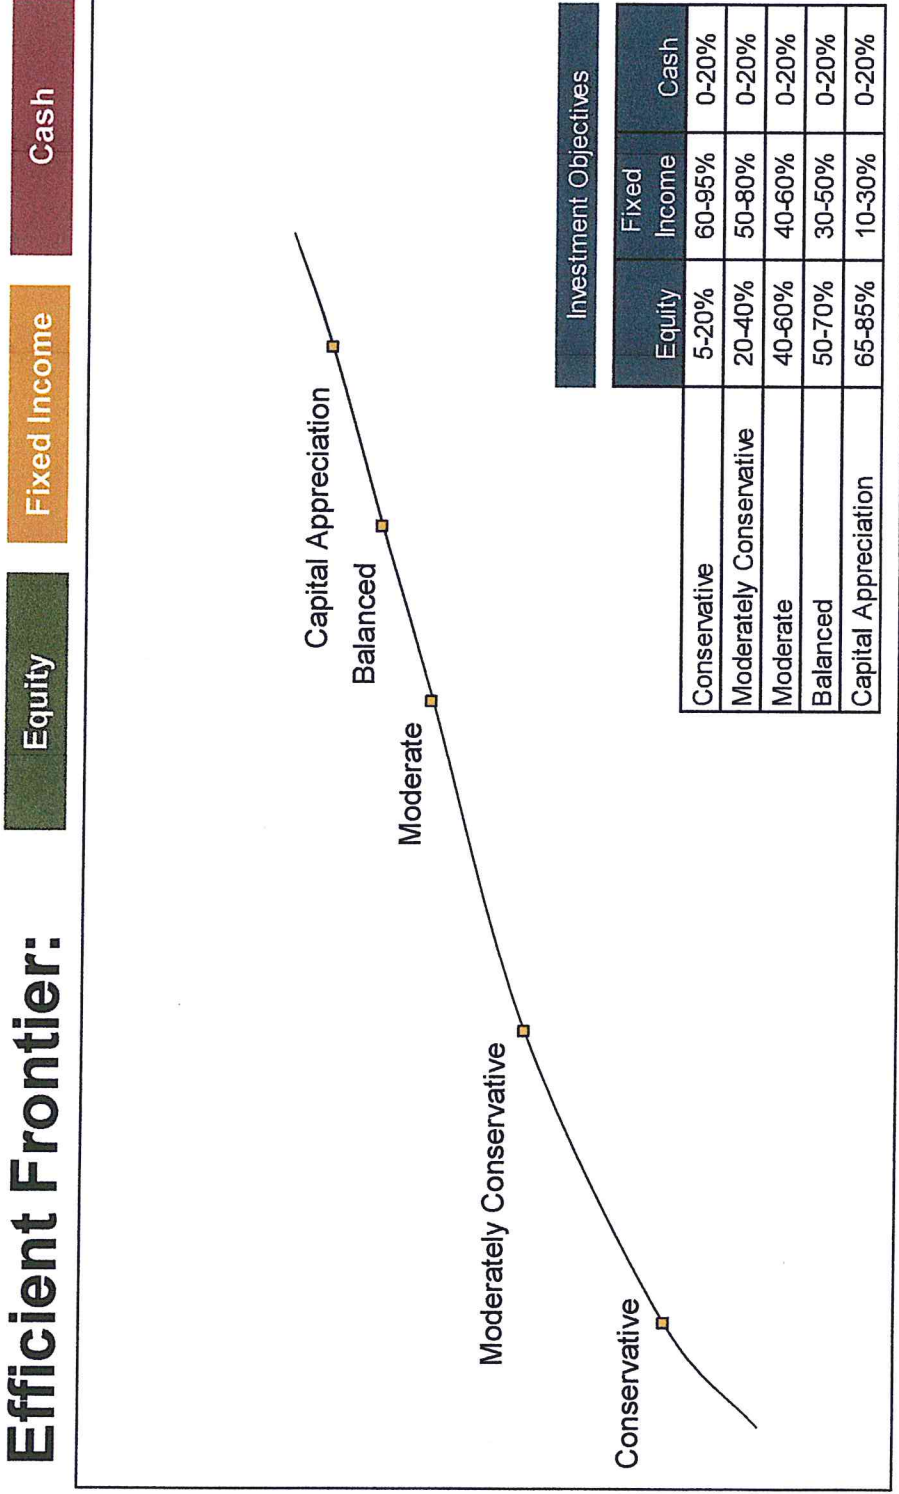 Efficient Frontier:
Equity
Fixed Income
Cash
Capital Appreciation
Balanced
Moderate
Moderately Conservative
Conservative
Investment Objectives
Equity Fixed Income Cash
Conservative 5-20% 60-95% 0-20%
Moderately Conservative 20-40% 50-80% 0-20%
Moderate 40-60% 40-60% 0-20%
Balanced 50-70% 30-50% 0-20%
Capital Appreciation 65-85% 10-30% 0-20%